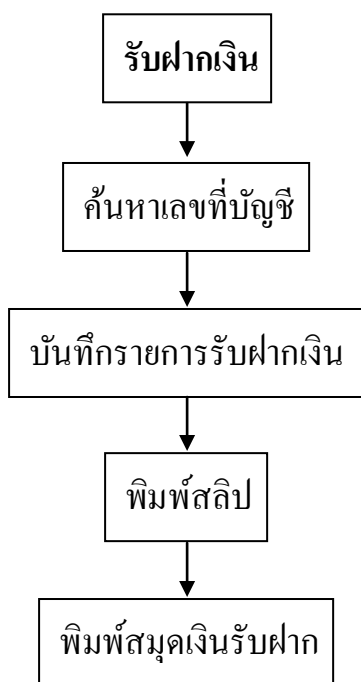 รับฝากเงิน
ค้นหาเลขที่บัญชี
บันทึกรายการรับฝากเงิน
พิมพ์สลิป
พิมพ์สมุดเงินรับฝาก